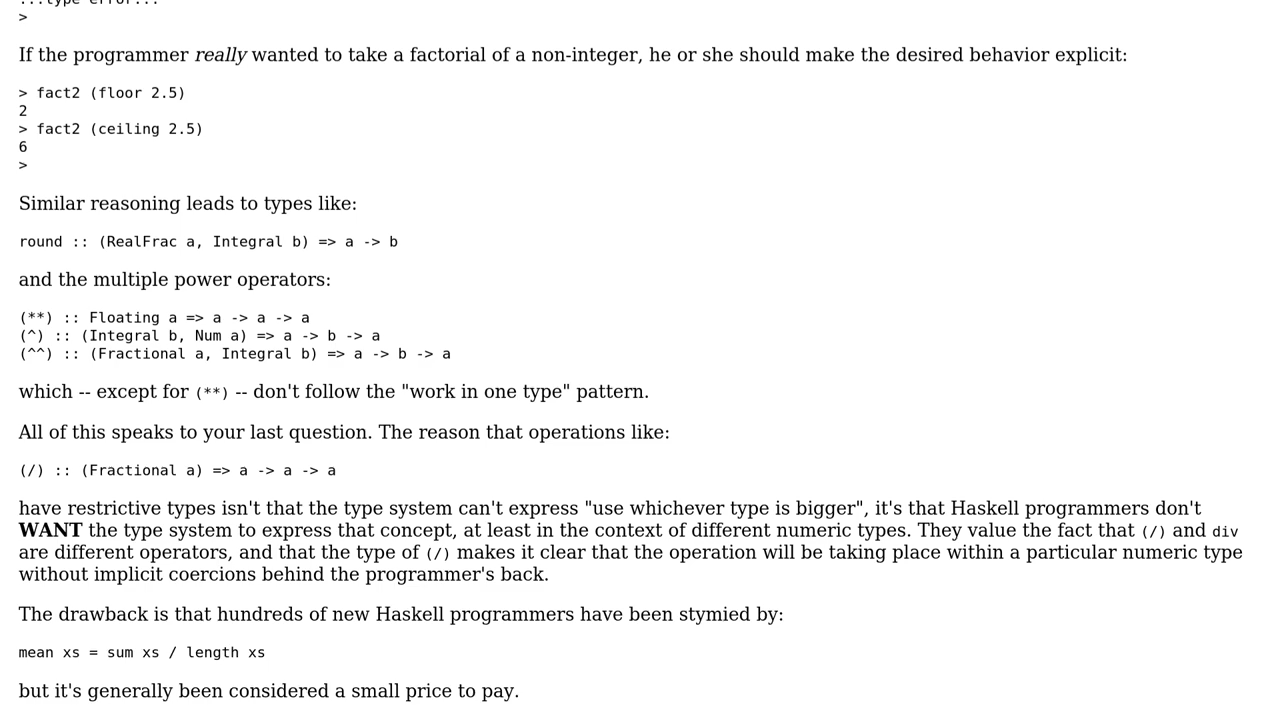 ...type error...
>
If the programmer really wanted to take a factorial of a non-integer, he or she should make the desired behavior explicit:
> fact2 (floor 2.5)
2
> fact2 (ceiling 2.5)
6
>
Similar reasoning leads to types like:
round :: (RealFrac a, Integral b) => a -> b
and the multiple power operators:
(**) :: Floating a => a -> a -> a
(^) :: (Integral b, Num a) => a -> b -> a
(^^) :: (Fractional a, Integral b) => a -> b -> a
which -- except for (**) -- don't follow the "work in one type" pattern.
All of this speaks to your last question. The reason that operations like:
(/) :: (Fractional a) => a -> a -> a
have restrictive types isn't that the type system can't express "use whichever type is bigger", it's that Haskell programmers don't
WANT the type system to express that concept, at least in the context of different numeric types. They value the fact that (/) and div
are different operators, and that the type of (/) makes it clear that the operation will be taking place within a particular numeric type
without implicit coercions behind the programmer's back.
The drawback is that hundreds of new Haskell programmers have been stymied by:
mean xs = sum xs / length xs
but it's generally been considered a small price to pay.